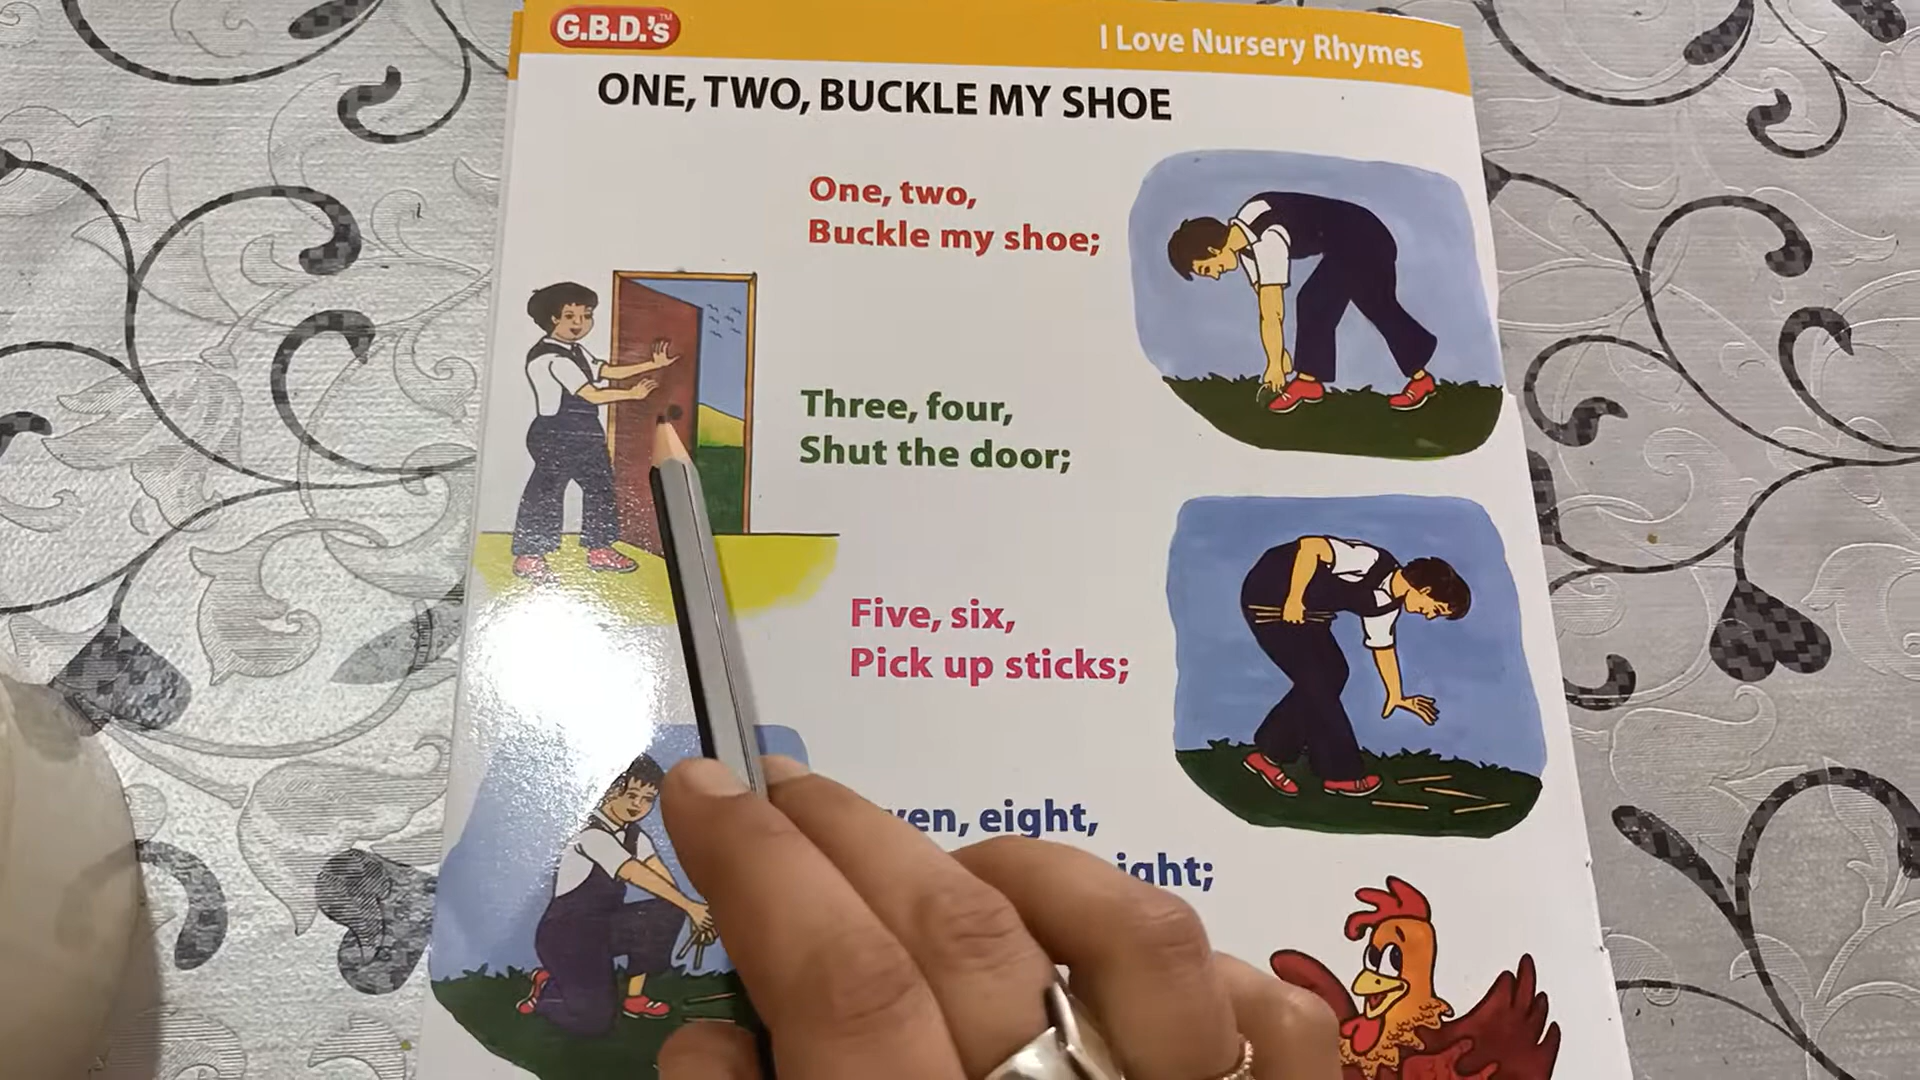 G.B.D.'s™
I Love Nursery Rhymes
ONE, TWO, BUCKLE MY SHOE
One, two,
Buckle my shoe;
Three, four,
Shut the door;
Five, six,
Pick up sticks;
eight,